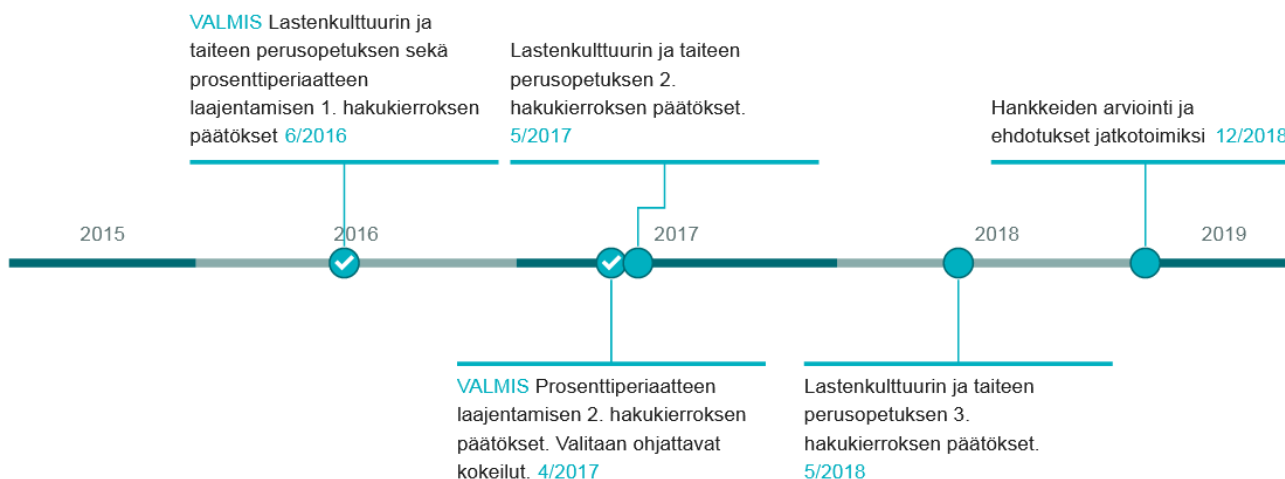 VALMIS Lastenkulttuurin ja
taiteen perusopetuksen sekä
prosenttiperiaatteen
laajentamisen 1. hakukierroksen
päätökset 6/2016
Lastenkulttuurin ja taiteen
perusopetuksen 2.
hakukierroksen päätökset.
5/2017
Hankkeiden arviointi ja
ehdotukset jatkotoimiksi 12/2018
2015
2016
2017
2018
2019
VALMIS Prosenttiperiaatteen
laajentamisen 2. hakukierroksen
päätökset. Valitaan ohjattavat
kokeilut. 4/2017
Lastenkulttuurin ja taiteen
perusopetuksen 3.
hakukierroksen päätökset.
5/2018